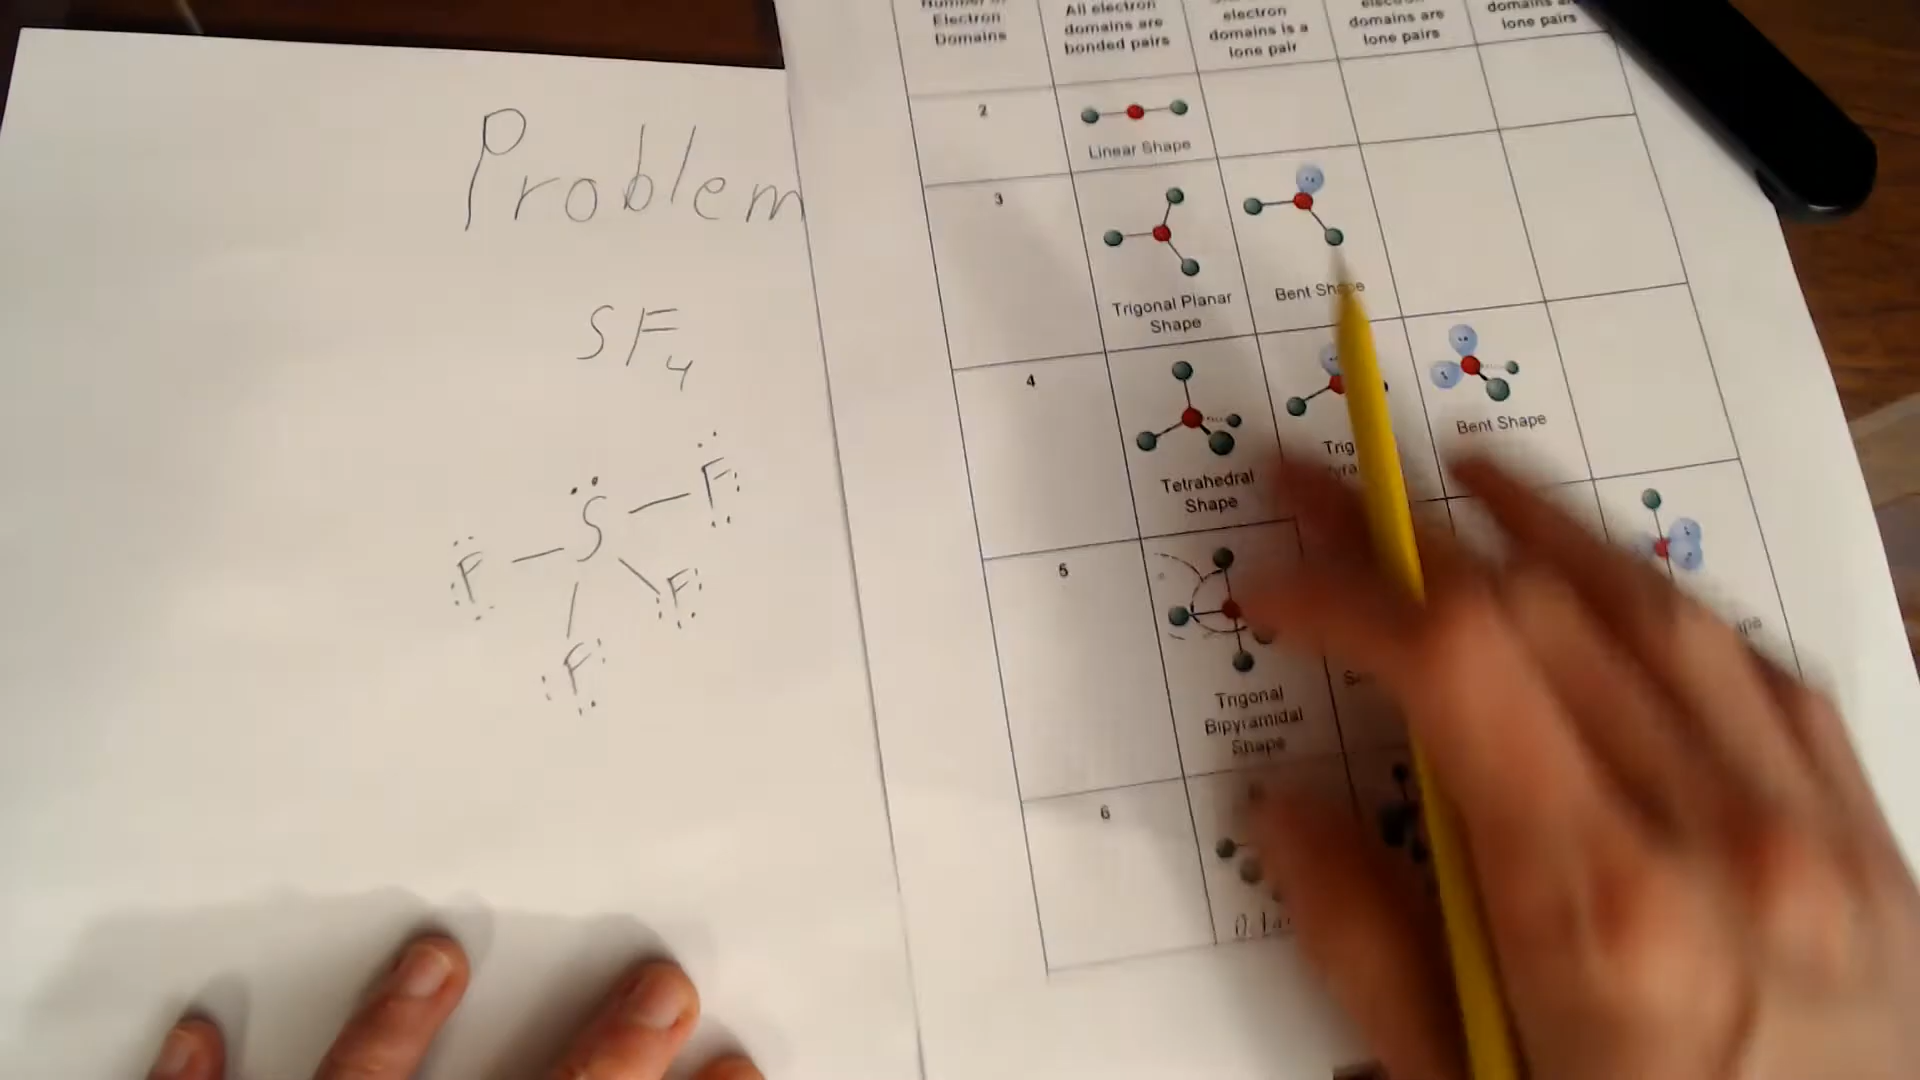 Problem
SF4
S
F
F
F
F
Electron
Domains
All electron
domains are
bonded pairs
electron
domains is a
lone pair
domains are
lone pairs
lone pairs
2
Linear Shape
3
Trigonal Planar
Shape
Bent Shape
4
Tetrahedral
Shape
Trig
Bent Shape
5
Trigonal
Bipyramidal
Shape
6